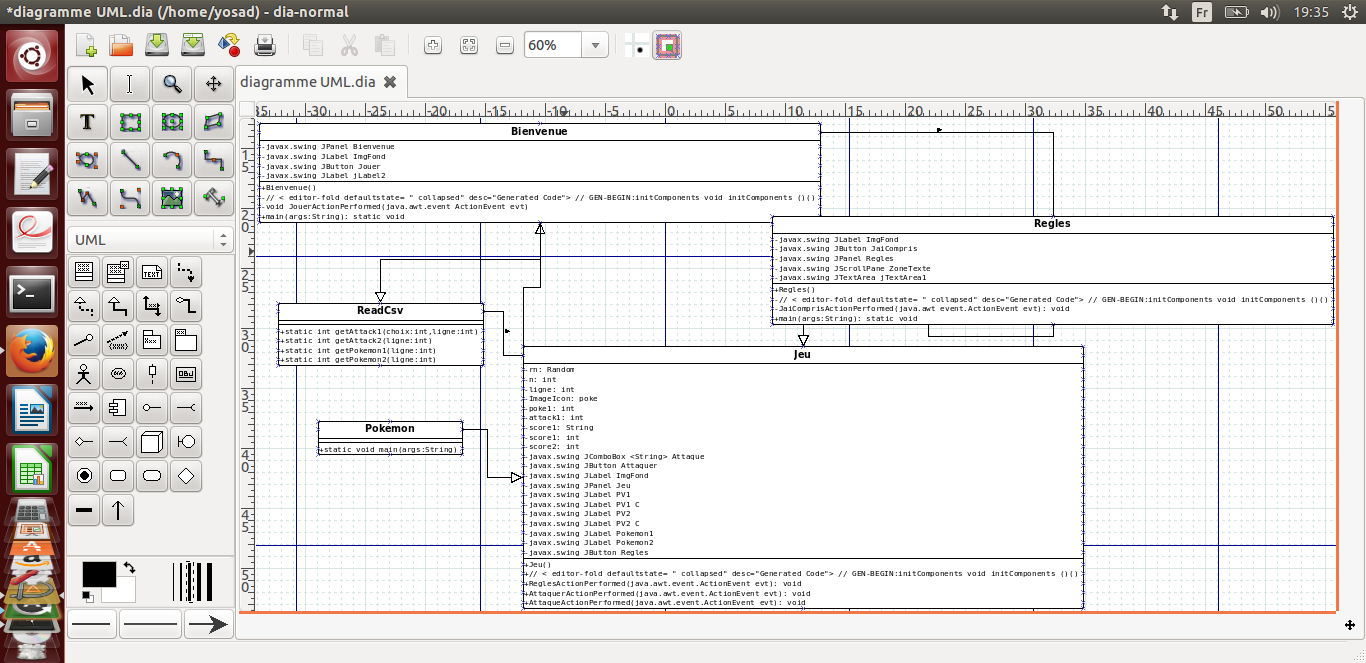 *diagramme UML.dia (/home/yosad) - dia-normal
Fr
19:35
60%
diagramme UML.dia
UML
TEXT
OBJ
-30 -25 -20 -15 -10 -5 0 5 10 15 20 25 30 35 40 45 50
Bienvenue
-javax.swing JPanel Bienvenue
-javax.swing JLabel ImgFond
-javax.swing JButton Jouer
-javax.swing JLabel jLabel2
+Bienvenue()
-// < editor-fold defaultstate= " collapsed" desc="Generated Code"> // GEN-BEGIN:initComponents void initComponents ()()
-void JouerActionPerformed(java.awt.event ActionEvent evt)
+main(args:String): static void
Regles
-javax.swing JLabel ImgFond
-javax.swing JButton JaiCompris
-javax.swing JPanel Regles
-javax.swing JScrollPane ZoneTexte
-javax.swing JTextArea jTextArea1
+Regles()
-// < editor-fold defaultstate= " collapsed" desc="Generated Code"> // GEN-BEGIN:initComponents void initComponents ()()
-JaiComprisActionPerformed(java.awt event.ActionEvent evt): void
+main(args:String): static void
ReadCsv
+static int getAttack1(choix:int,ligne:int)
+static int getAttack2(ligne:int)
+static int getPokemon1(ligne:int)
+static int getPokemon2(ligne:int)
Pokemon
+static void main(args:String)
Jeu
-rn: Random
-n: int
-ligne: int
-ImageIcon: poke
-poke1: int
-attack1: int
-score1: String
-score1: int
-score2: int
-javax.swing JComboBox <String> Attaque
-javax.swing JButton Attaquer
-javax.swing JLabel ImgFond
-javax.swing JPanel Jeu
-javax.swing JLabel PV1
-javax.swing JLabel PV1 C
-javax.swing JLabel PV2
-javax.swing JLabel PV2 C
-javax.swing JLabel Pokemon1
-javax.swing JLabel Pokemon2
-javax.swing JButton Regles
+Jeu()
+// < editor-fold defaultstate= " collapsed" desc="Generated Code"> // GEN-BEGIN:initComponents void initComponents ()()
+ReglesActionPerformed(java.awt.event.ActionEvent evt): void
+AttaquerActionPerformed(java.awt.event.ActionEvent evt): void
+AttaqueActionPerformed(java.awt.event.ActionEvent evt): void